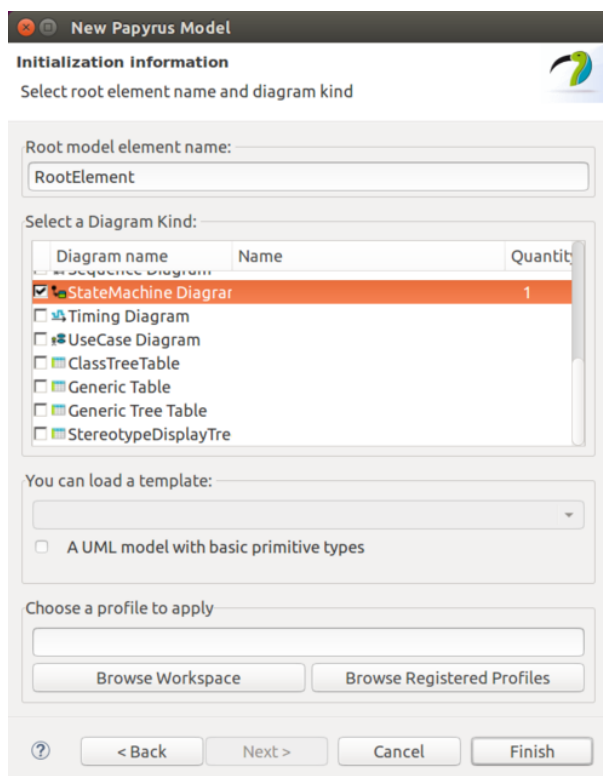 New Papyrus Model
Initialization information
Select root element name and diagram kind
Root model element name:
RootElement
Select a Diagram Kind:
Diagram name Name Quantit
Sequence Diagram
StateMachine Diagrar 1
Timing Diagram
UseCase Diagram
ClassTreeTable
Generic Table
Generic Tree Table
StereotypeDisplayTre
You can load a template:
A UML model with basic primitive types
Choose a profile to apply
Browse Workspace Browse Registered Profiles
? < Back Next > Cancel Finish